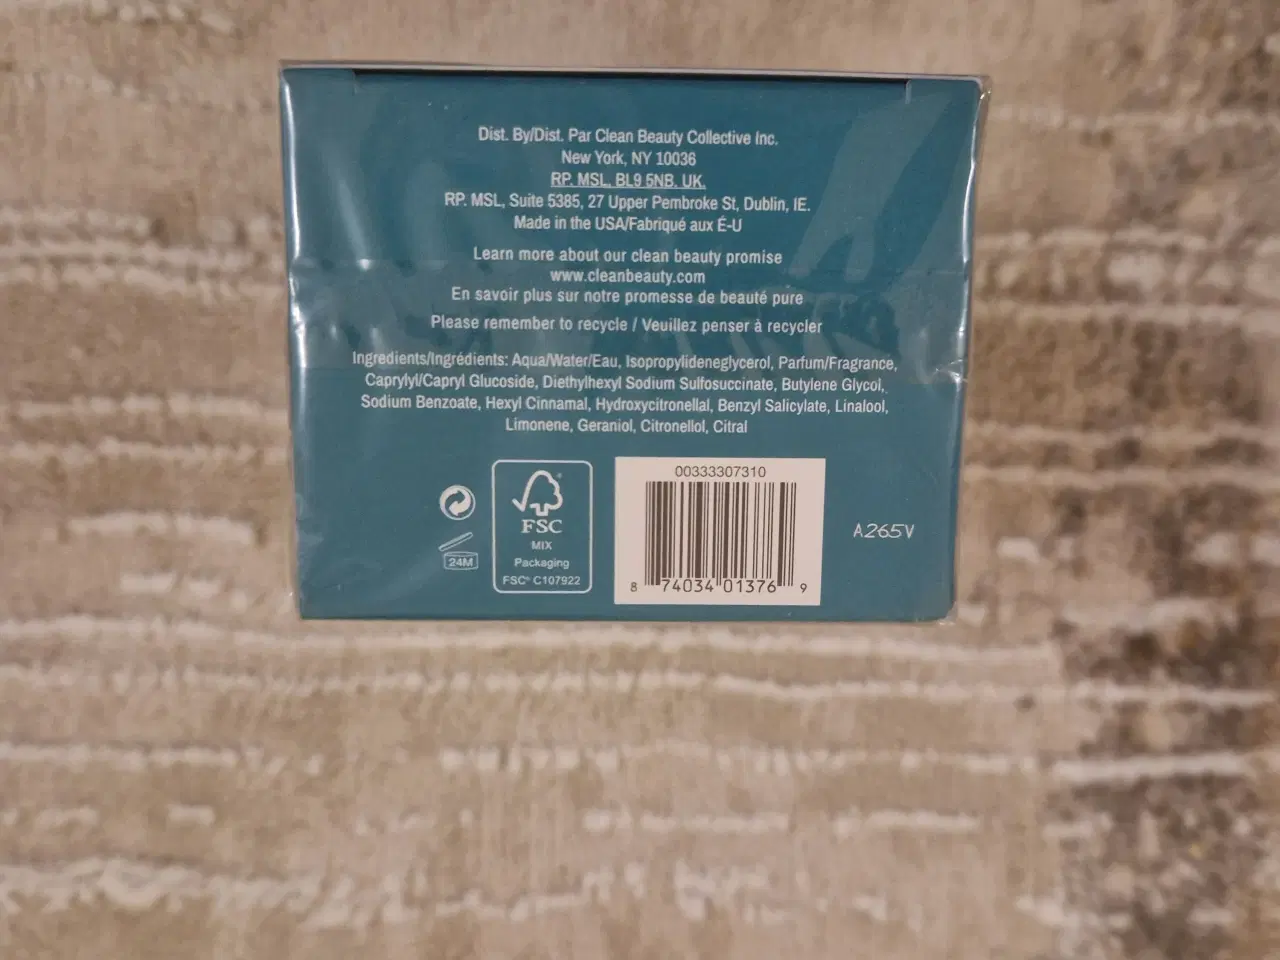 Dist. By/Dist. Par Clean Beauty Collective Inc.
New York, NY 10036
RP. MSL. BL9 5NB. UK.
RP. MSL, Suite 5385, 27 Upper Pembroke St, Dublin, IE.
Made in the USA/Fabriqué aux É-U
Learn more about our clean beauty promise
www.cleanbeauty.com
En savoir plus sur notre promesse de beauté pure
Please remember to recycle / Veuillez penser à recycler
Ingredients/Ingrédients: Aqua/Water/Eau, Isopropylideneglycerol, Parfum/Fragrance,
Caprylyl/Capryl Glucoside, Diethylhexyl Sodium Sulfosuccinate, Butylene Glycol,
Sodium Benzoate, Hexyl Cinnamal, Hydroxycitronellal, Benzyl Salicylate, Linalool,
Limonene, Geraniol, Citronellol, Citral
24M
FSC
MIX
Packaging
FSC® C107922
00333307310
8 74034 01376 9
A265V